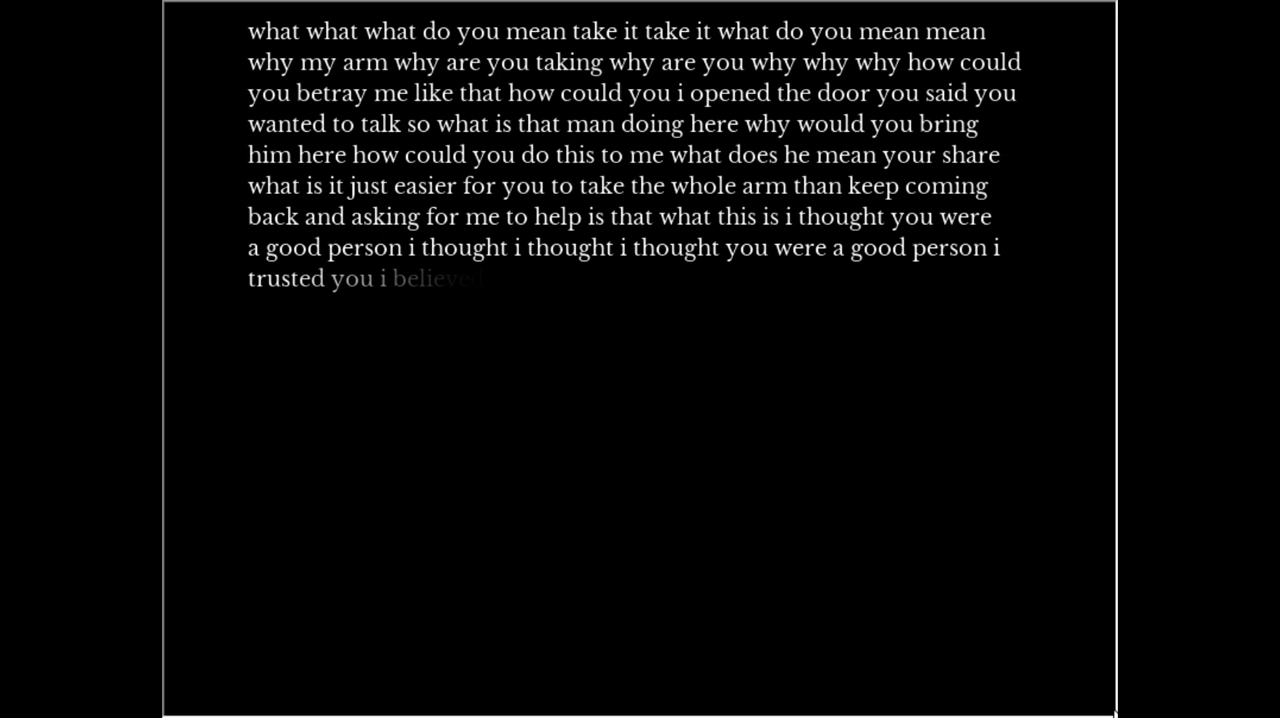 what what what do you mean take it take it what do you mean mean
why my arm why are you taking why are you why why why how could
you betray me like that how could you i opened the door you said you
wanted to talk so what is that man doing here why would you bring
him here how could you do this to me what does he mean your share
what is it just easier for you to take the whole arm than keep coming
back and asking for me to help is that what this is i thought you were
a good person i thought i thought i thought you were a good person i
trusted you i believed